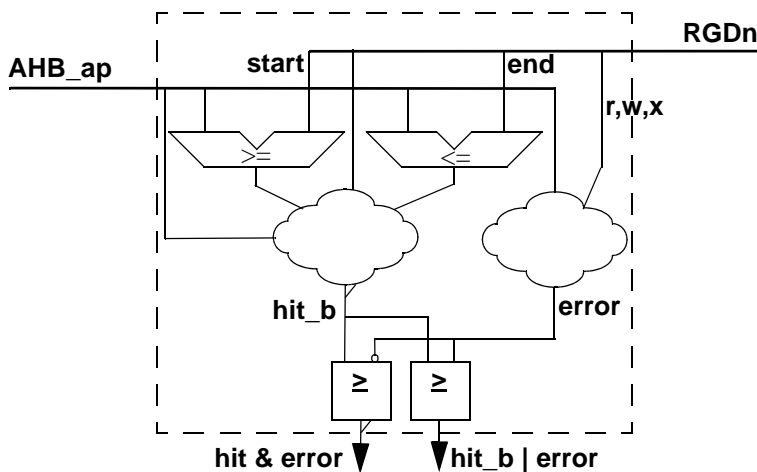 RGDn
AHB_ap
start
end
r,w,x
>=
<=
hit_b
error
≥
≥
hit & error
hit_b | error